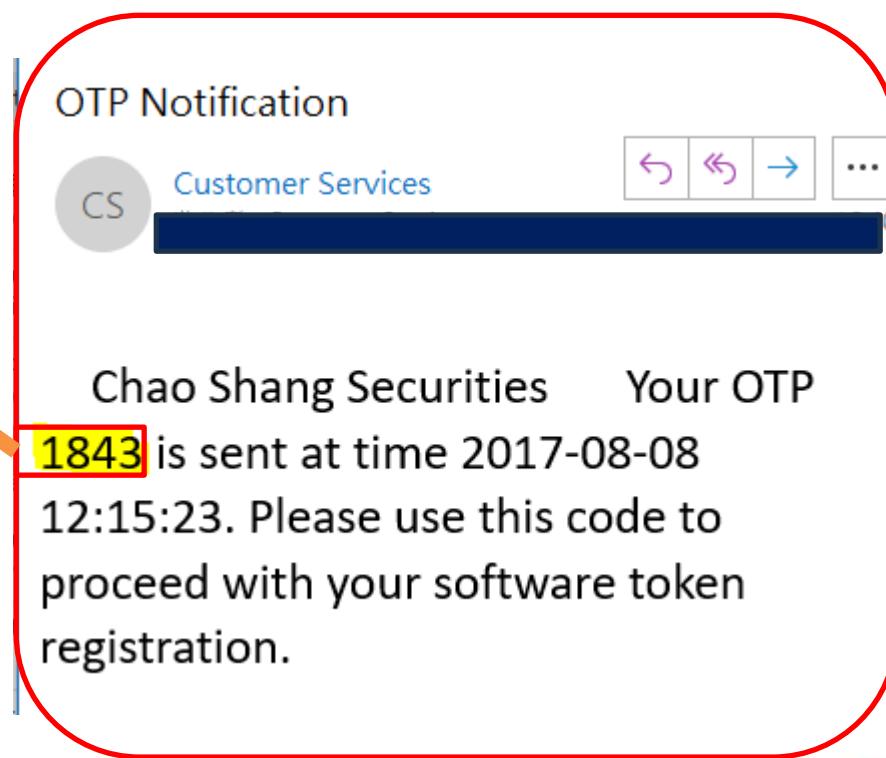 OTP Notification
CS
Customer Services
Chao Shang Securities Your OTP
1843 is sent at time 2017-08-08
12:15:23. Please use this code to
proceed with your software token
registration.